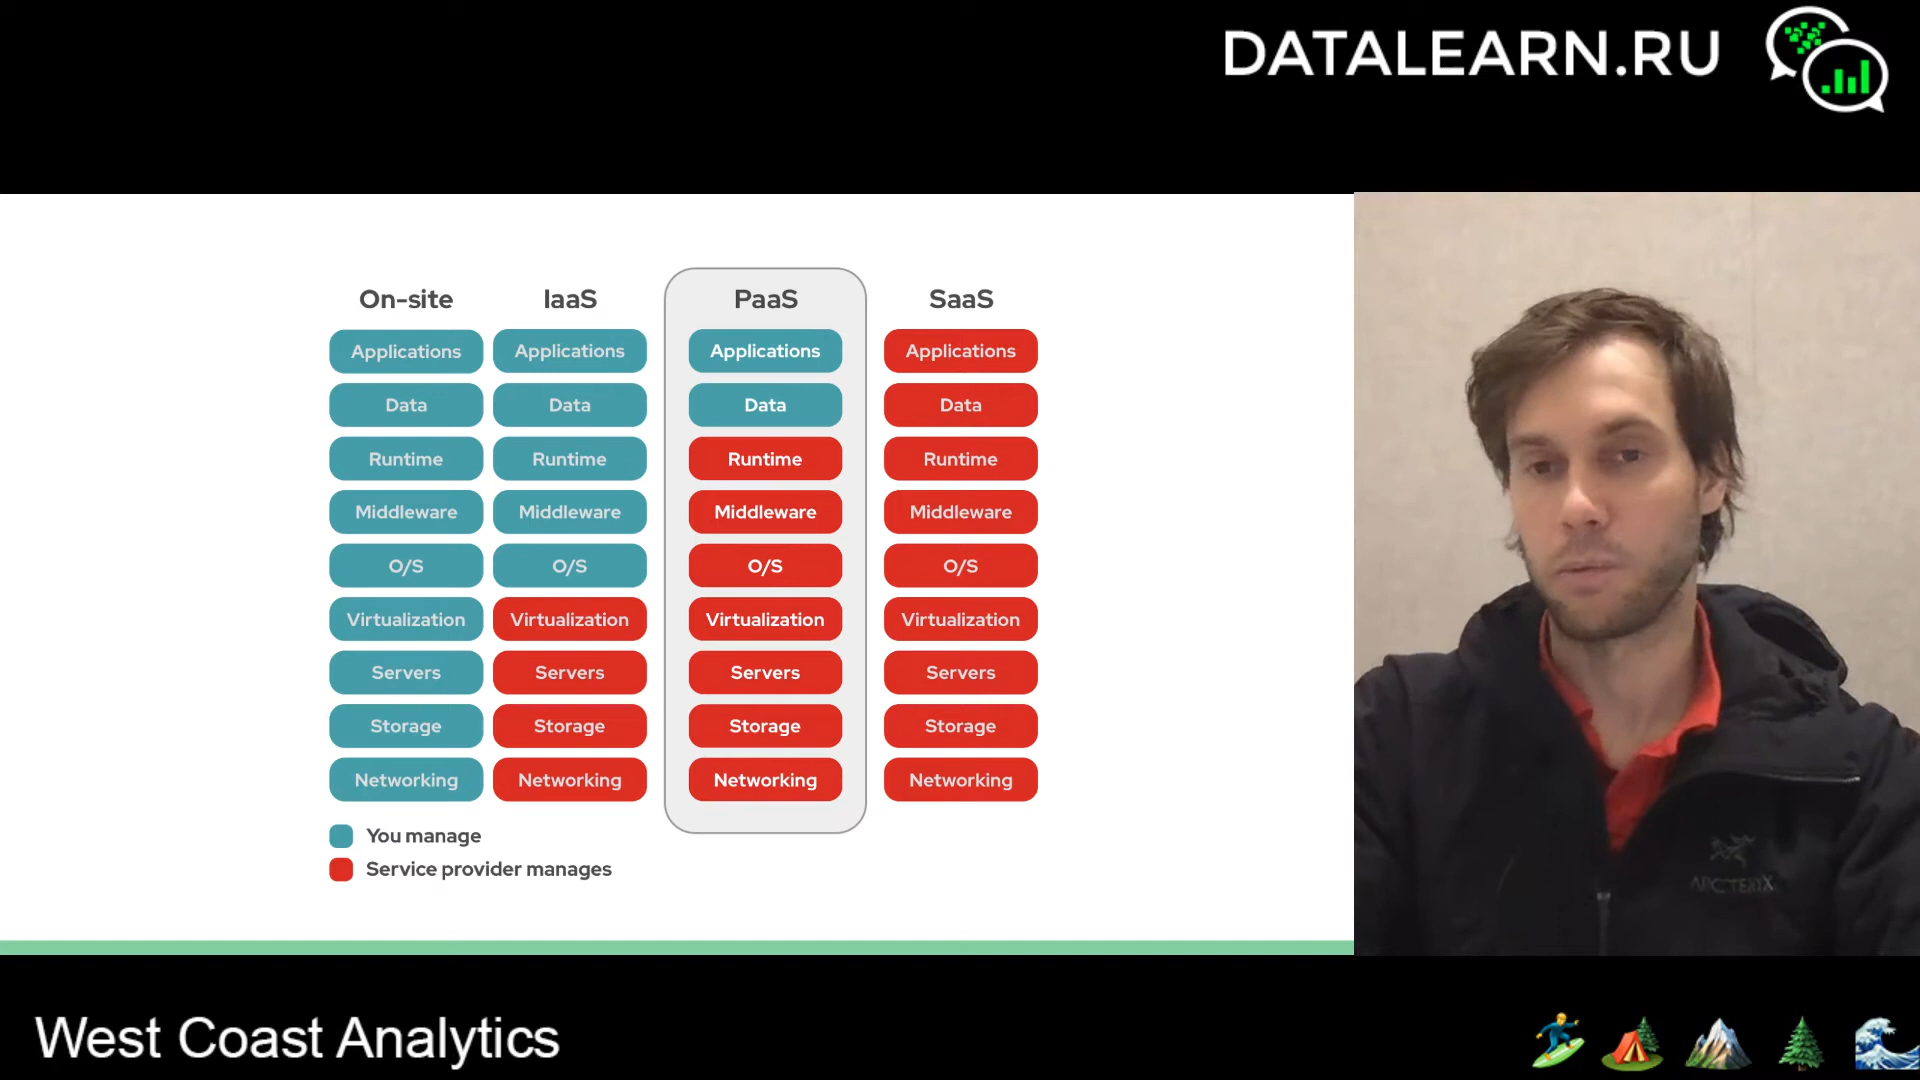 DATALEARN.RU
On-site IaaS PaaS SaaS
Applications Applications Applications Applications
Data Data Data Data
Runtime Runtime Runtime Runtime
Middleware Middleware Middleware Middleware
O/S O/S O/S O/S
Virtualization Virtualization Virtualization Virtualization
Servers Servers Servers Servers
Storage Storage Storage Storage
Networking Networking Networking Networking
You manage
Service provider manages
ARC'TERYX
West Coast Analytics